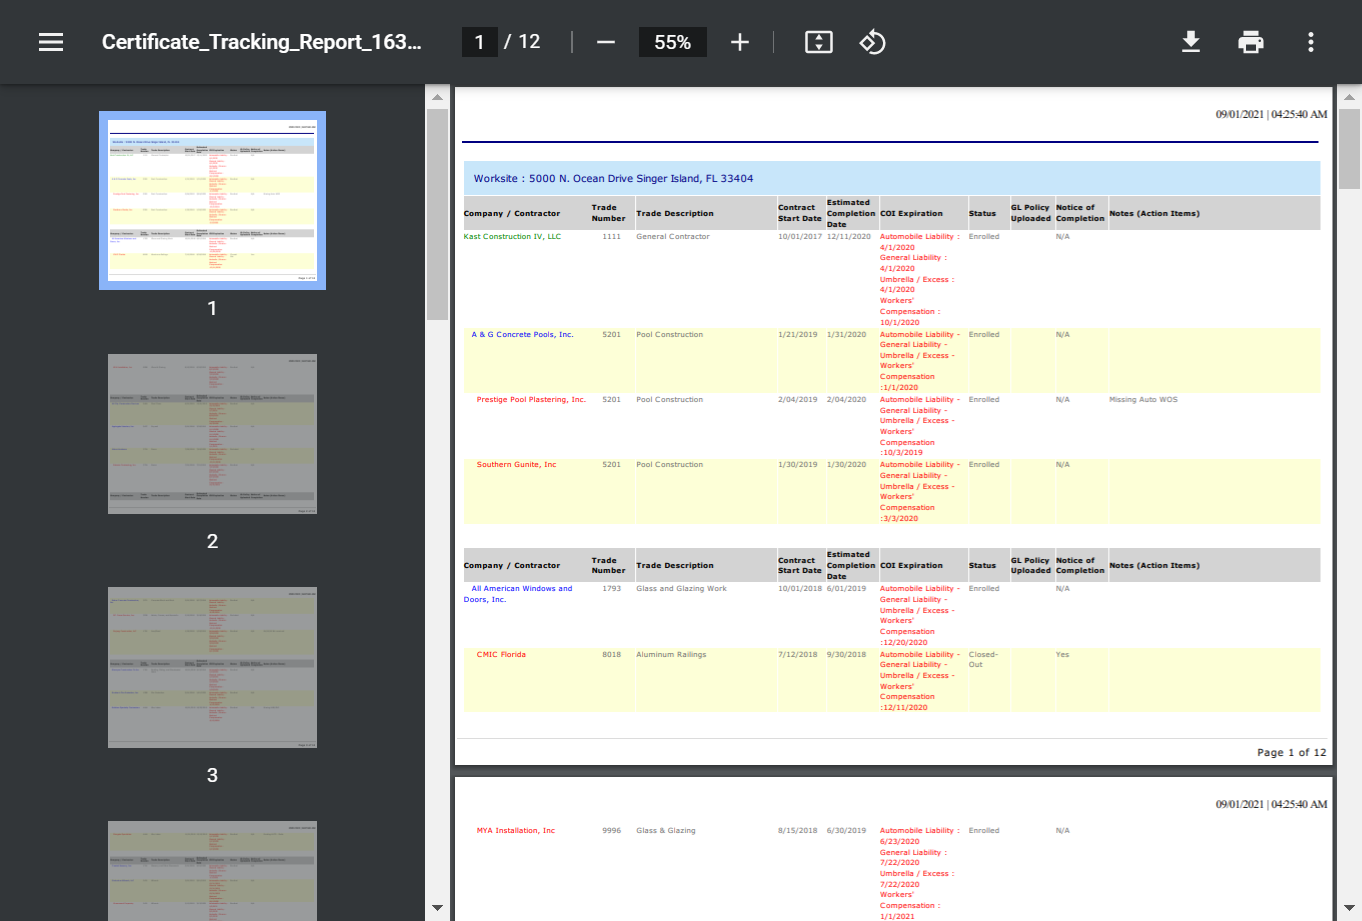 Certificate_Tracking_Report_163...
1 / 12
55%
09/01/2021 | 04:25:40 AM
Worksite : 5000 N. Ocean Drive Singer Island, FL 33404
Company / Contractor Trade Number Trade Description Contract Start Date Estimated Completion Date COI Expiration Status GL Policy Uploaded Notice of Completion Notes (Action Items)
Kast Construction IV, LLC 1111 General Contractor 10/01/2017 12/11/2020 Automobile Liability : Enrolled N/A
4/1/2020
General Liability :
4/1/2020
Umbrella / Excess :
4/1/2020
Workers'
Compensation :
10/1/2020
A & G Concrete Pools, Inc. 5201 Pool Construction 1/21/2019 1/31/2020 Automobile Liability - Enrolled N/A
General Liability -
Umbrella / Excess -
Workers'
Compensation
:1/1/2020
Prestige Pool Plastering, Inc. 5201 Pool Construction 2/04/2019 2/04/2020 Automobile Liability - Enrolled N/A Missing Auto WOS
General Liability -
Umbrella / Excess -
Workers'
Compensation
:10/3/2019
Southern Gunite, Inc 5201 Pool Construction 1/30/2019 1/30/2020 Automobile Liability - Enrolled N/A
General Liability -
Umbrella / Excess -
Workers'
Compensation
:3/3/2020
Company / Contractor Trade Number Trade Description Contract Start Date Estimated Completion Date COI Expiration Status GL Policy Uploaded Notice of Completion Notes (Action Items)
All American Windows and 1793 Glass and Glazing Work 10/01/2018 6/01/2019 Automobile Liability - Enrolled N/A
Doors, Inc. General Liability -
Umbrella / Excess -
Workers'
Compensation
:12/20/2020
CMIC Florida 8018 Aluminum Railings 7/12/2018 9/30/2018 Automobile Liability - Closed- Yes
General Liability - Out
Umbrella / Excess -
Workers'
Compensation
:12/11/2020
Page 1 of 12
09/01/2021 | 04:25:40 AM
MYA Installation, Inc 9996 Glass & Glazing 8/15/2018 6/30/2019 Automobile Liability : Enrolled N/A
6/23/2020
General Liability :
7/22/2020
Umbrella / Excess :
7/22/2020
Workers'
Compensation :
1/1/2021
1
2
3